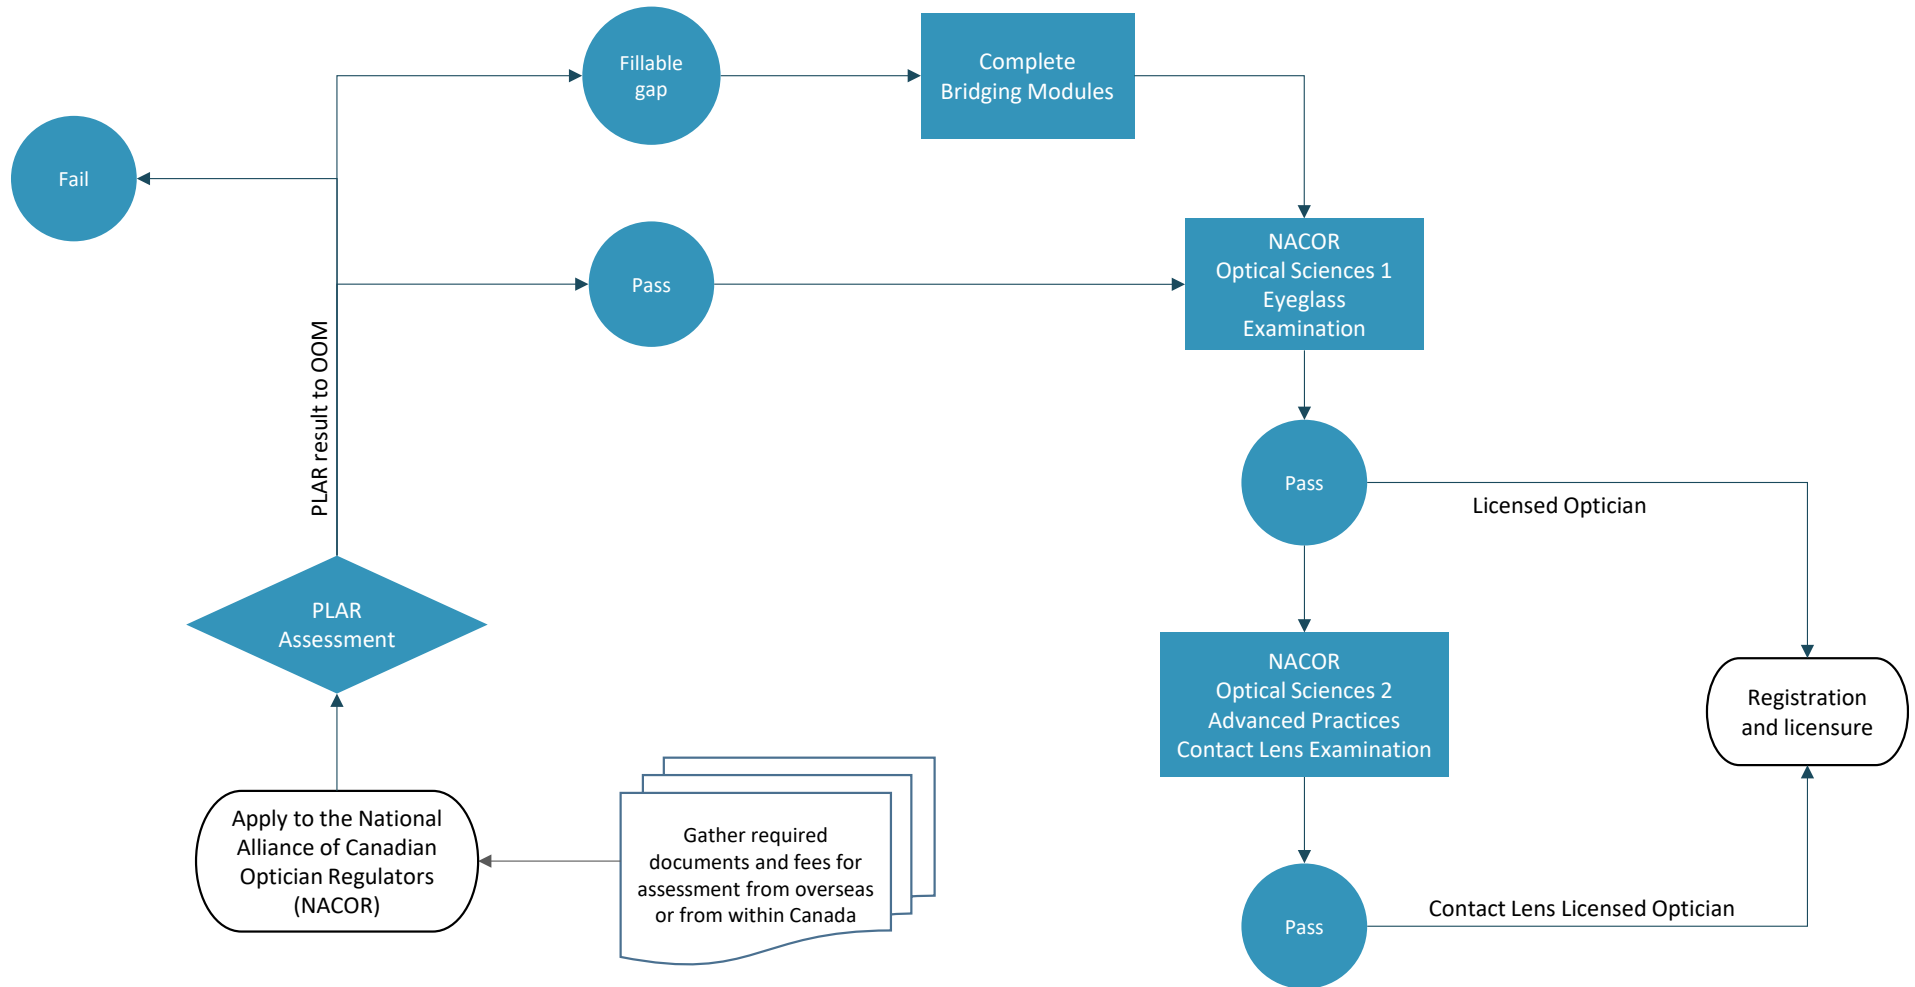 Fillable
gap
Complete
Bridging Modules
Fail
Pass
NACOR
Optical Sciences 1
Eyeglass
Examination
PLAR result to OOM
Pass
Licensed Optician
PLAR
Assessment
NACOR
Optical Sciences 2
Advanced Practices
Contact Lens Examination
Registration
and licensure
Apply to the National
Alliance of Canadian
Optician Regulators
(NACOR)
Gather required
documents and fees for
assessment from overseas
or from within Canada
Pass
Contact Lens Licensed Optician